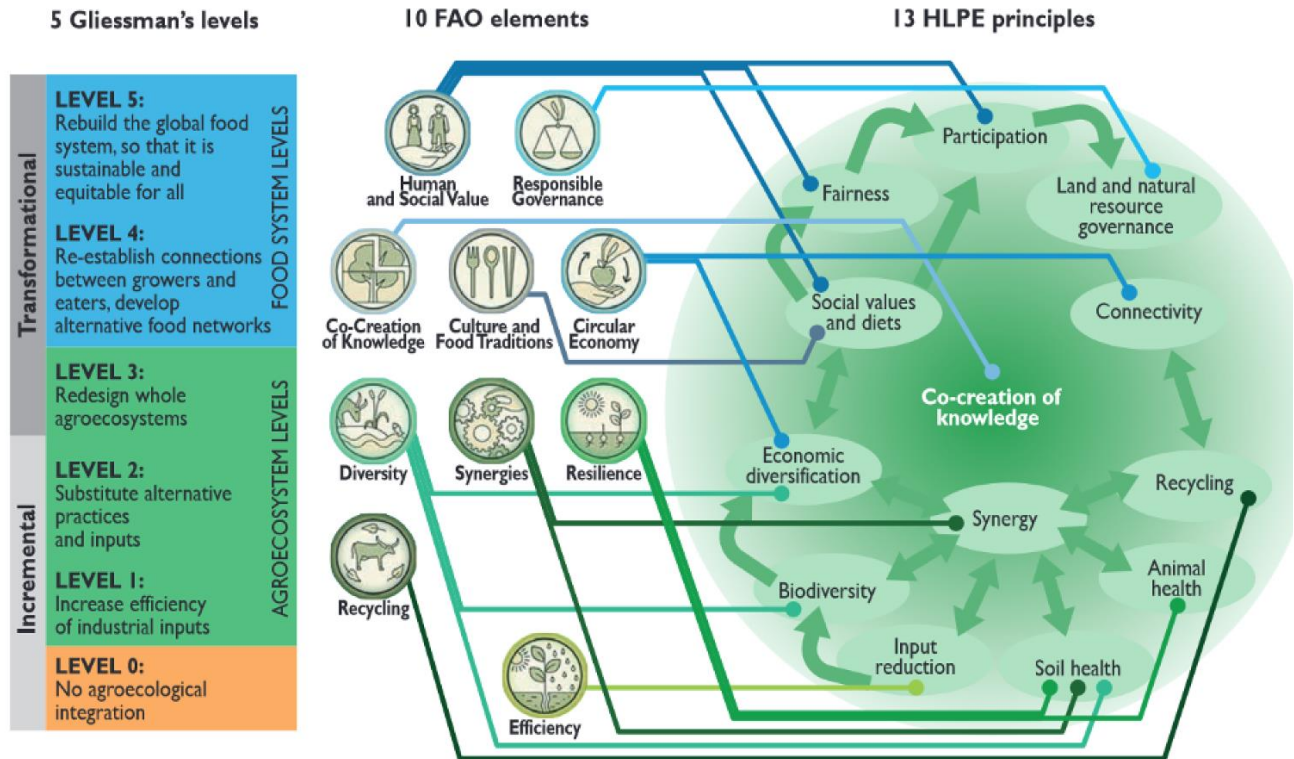 5 Gliessman's levels
10 FAO elements
13 HLPE principles
Transformational
Incremental
LEVEL 5:
Rebuild the global food
system, so that it is
sustainable and
equitable for all
LEVEL 4:
Re-establish connections
between growers and
eaters, develop
alternative food networks
FOOD SYSTEM LEVELS
LEVEL 3:
Redesign whole
agroecosystems
LEVEL 2:
Substitute alternative
practices
and inputs
LEVEL 1:
Increase efficiency
of industrial inputs
AGROECOSYSTEM LEVELS
LEVEL 0:
No agroecological
integration
Human
and Social Value
Responsible
Governance
Co-Creation
of Knowledge
Culture and
Food Traditions
Circular
Economy
Diversity
Synergies
Resilience
Recycling
Efficiency
Participation
Fairness
Land and natural
resource
governance
Social values
and diets
Connectivity
Co-creation of
knowledge
Economic
diversification
Recycling
Synergy
Animal
health
Biodiversity
Input
reduction
Soil health